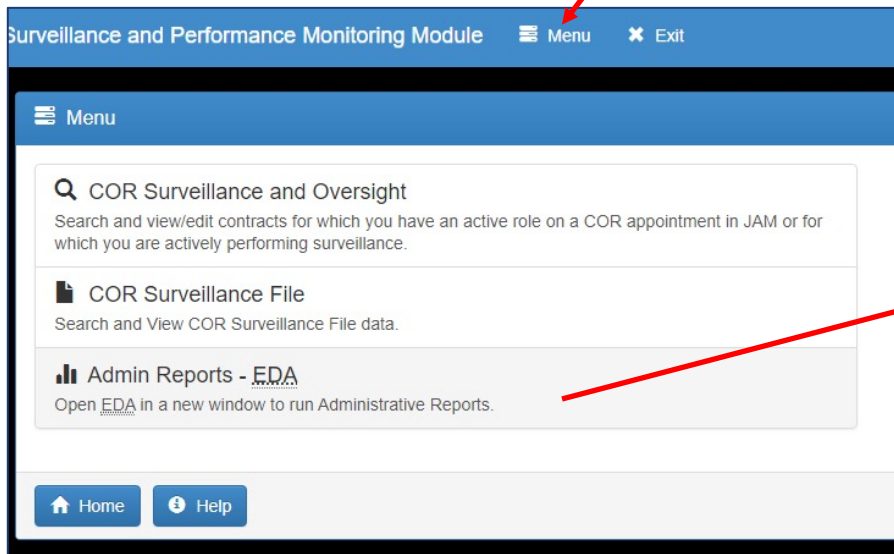 Surveillance and Performance Monitoring Module Menu Exit
Menu
COR Surveillance and Oversight
Search and view/edit contracts for which you have an active role on a COR appointment in JAM or for
which you are actively performing surveillance.
COR Surveillance File
Search and View COR Surveillance File data.
Admin Reports - EDA
Open EDA in a new window to run Administrative Reports.
Home Help